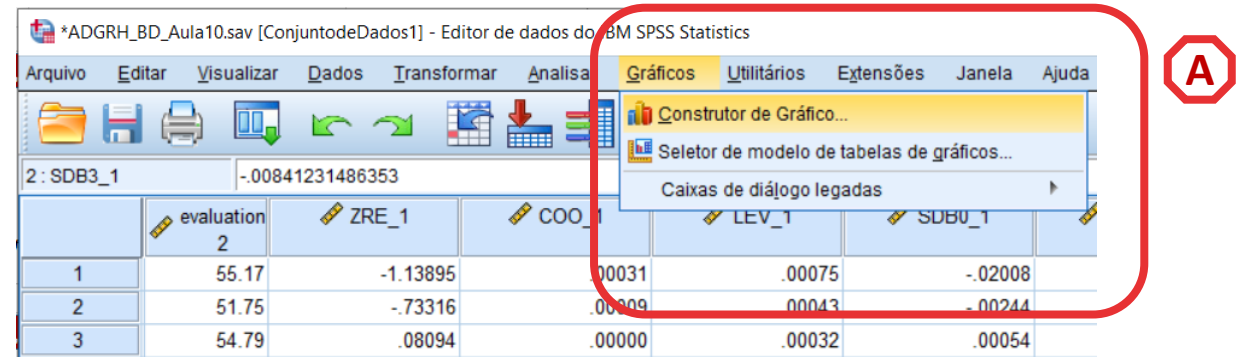 *ADGRH_BD_Aula10.sav [ConjuntodeDados1] - Editor de dados do IBM SPSS Statistics
Arquivo Editar Visualizar Dados Transformar Analisar Gráficos Utilitários Extensões Janela Ajuda
A
Construtor de Gráfico...
Seletor de modelo de tabelas de gráficos...
Caixas de diálogo legadas
2 : SDB3_1 -.00841231486353
evaluation2 ZRE_1 COO_1 LEV_1 SDB0_1
1 55.17 -1.13895 .00031 .00075 -.02008
2 51.75 -.73316 .00009 .00043 -.00244
3 54.79 .08094 .00000 .00032 .00054